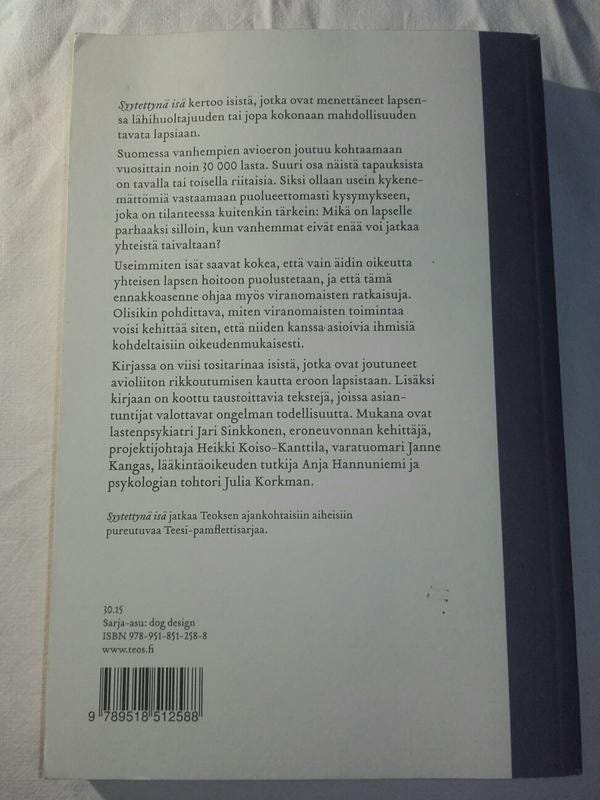 Syytettynä isä kertoo isistä, jotka ovat menettäneet lapsen-
sa lähihuoltajuuden tai jopa kokonaan mahdollisuuden
tavata lapsiaan.
Suomessa vanhempien avioeron joutuu kohtaamaan
vuosittain noin 30 000 lasta. Suuri osa näistä tapauksista
on tavalla tai toisella riitaisia. Siksi ollaan usein kykene-
mättömiä vastaamaan puolueettomasti kysymykseen,
joka on tilanteessa kuitenkin tärkein: Mikä on lapselle
parhaaksi silloin, kun vanhemmat eivät enää voi jatkaa
yhteistä taivaltaan?
Useimmiten isät saavat kokea, että vain äidin oikeutta
yhteisen lapsen hoitoon puolustetaan, ja että tämä
ennakkoasenne ohjaa myös viranomaisten ratkaisuja.
Olisikin pohdittava, miten viranomaisten toimintaa
voisi kehittää siten, että niiden kanssa asioivia ihmisiä
kohdeltaisiin oikeudenmukaisesti.
Kirjassa on viisi tositarinaa isistä, jotka ovat joutuneet
avioliiton rikkoutumisen kautta eroon lapsistaan. Lisäksi
kirjaan on koottu taustoittavia tekstejä, joissa asian-
tuntijat valottavat ongelman todellisuutta. Mukana ovat
lastenpsykiatri Jari Sinkkonen, eroneuvonnan kehittäjä,
projektijohtaja Heikki Koiso-Kanttila, varatuomari Janne
Kangas, lääkintäoikeuden tutkija Anja Hannuniemi ja
psykologian tohtori Julia Korkman.
Syytettynä isä jatkaa Teoksen ajankohtaisiin aiheisiin
pureutuvaa Teesi-pamflettisarjaa.
30.15
Sarja-asu: dog design
ISBN 978-951-851-258-8
www.teos.fi
9 789518 512588